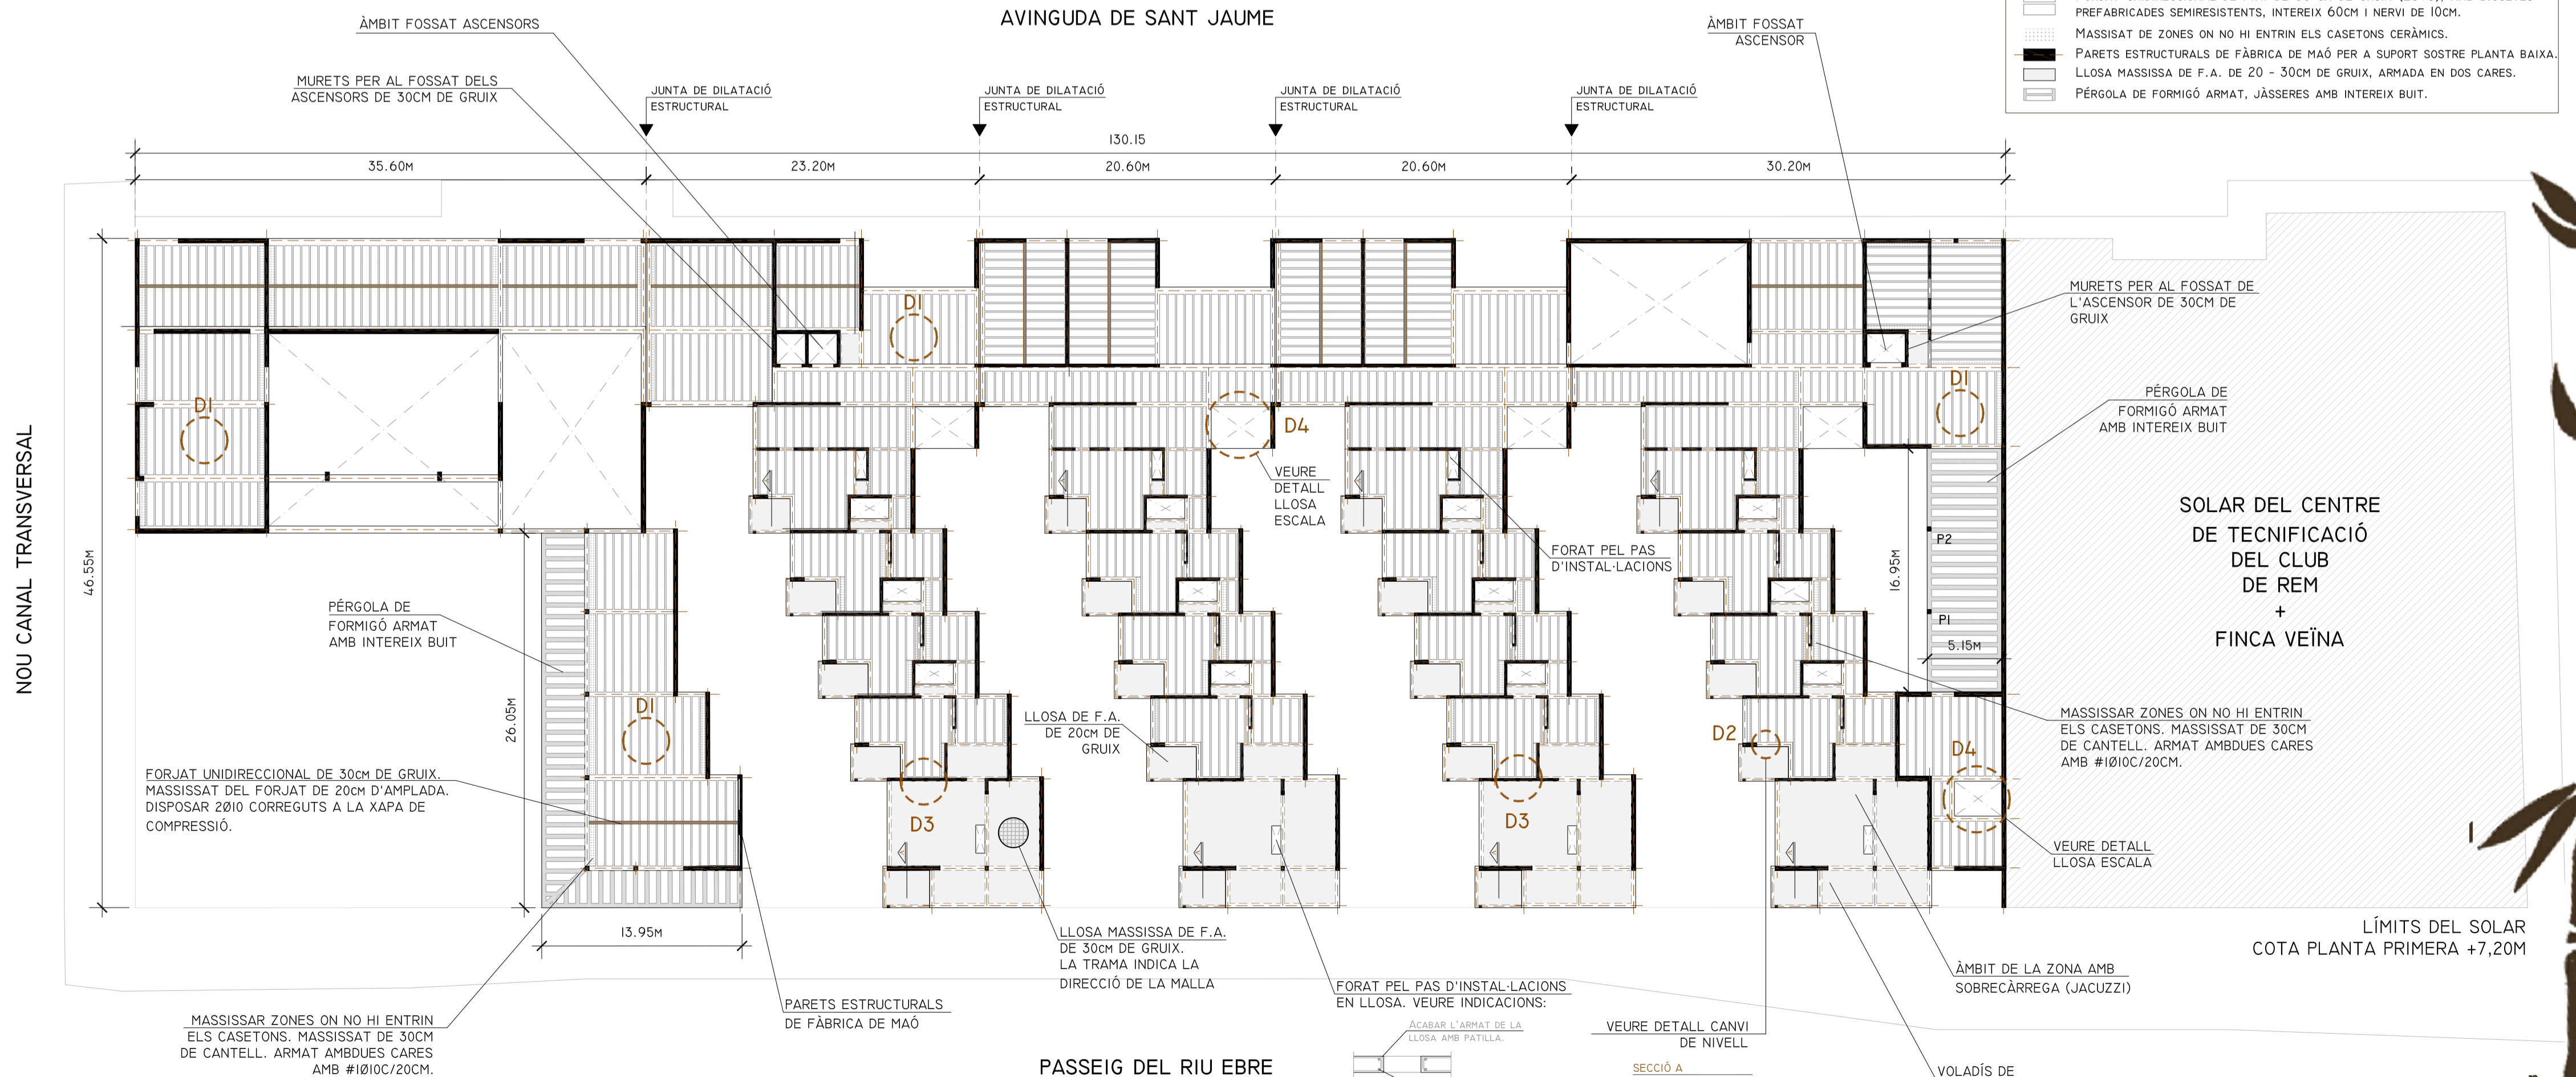 AVINGUDA DE SANT JAUME
ÀMBIT FOSSAT ASCENSORS
MURETS PER AL FOSSAT DELS
ASCENSORS DE 30CM DE GRUIX
JUNTA DE DILATACIÓ
ESTRUCTURAL
JUNTA DE DILATACIÓ
ESTRUCTURAL
JUNTA DE DILATACIÓ
ESTRUCTURAL
JUNTA DE DILATACIÓ
ESTRUCTURAL
ÀMBIT FOSSAT
ASCENSOR
PREFABRICADES SEMIRESISTENTS, INTEREIX 60CM I NERVI DE 10CM.
MASSISAT DE ZONES ON NO HI ENTRIN ELS CASETONS CERÀMICS.
PARETS ESTRUCTURALS DE FÀBRICA DE MAÓ PER A SUPORT SOSTRE PLANTA BAIXA.
LLOSA MASSISSA DE F.A. DE 20 - 30CM DE GRUIX, ARMADA EN DOS CARES.
PÉRGOLA DE FORMIGÓ ARMAT, JÀSSERES AMB INTEREIX BUIT.
130.15
35.60M
23.20M
20.60M
20.60M
30.20M
NOU CANAL TRANSVERSAL
46.55M
D1
D1
D1
D1
D4
VEURE
DETALL
LLOSA
ESCALA
FORAT PEL PAS
D'INSTAL·LACIONS
MURETS PER AL FOSSAT DE
L'ASCENSOR DE 30CM DE
GRUIX
PÉRGOLA DE
FORMIGÓ ARMAT
AMB INTEREIX BUIT
P2
P1
16.95M
5.15M
SOLAR DEL CENTRE
DE TECNIFICACIÓ
DEL CLUB
DE REM
+
FINCA VEÏNA
PÉRGOLA DE
FORMIGÓ ARMAT
AMB INTEREIX BUIT
26.05M
FORJAT UNIDIRECCIONAL DE 30CM DE GRUIX.
MASSISSAT DEL FORJAT DE 20CM D'AMPLADA.
DISPOSAR 2Ø10 CORREGUTS A LA XAPA DE
COMPRESSIÓ.
LLOSA DE F.A.
DE 20CM DE
GRUIX
D2
D3
D3
D4
MASSISSAR ZONES ON NO HI ENTRIN
ELS CASETONS. MASSISSAT DE 30CM
DE CANTELL. ARMAT AMBDUES CARES
AMB #1Ø10C/20CM.
VEURE DETALL
LLOSA ESCALA
13.95M
LLOSA MASSISSA DE F.A.
DE 30CM DE GRUIX.
LA TRAMA INDICA LA
DIRECCIÓ DE LA MALLA
LÍMITS DEL SOLAR
COTA PLANTA PRIMERA +7,20M
ÀMBIT DE LA ZONA AMB
SOBRECÀRREGA (JACUZZI)
FORAT PEL PAS D'INSTAL·LACIONS
EN LLOSA. VEURE INDICACIONS:
PARETS ESTRUCTURALS
DE FÀBRICA DE MAÓ
MASSISSAR ZONES ON NO HI ENTRIN
ELS CASETONS. MASSISSAT DE 30CM
DE CANTELL. ARMAT AMBDUES CARES
AMB #1Ø10C/20CM.
ACABAR L'ARMAT DE LA
LLOSA AMB PATILLA.
VEURE DETALL CANVI
DE NIVELL
PASSEIG DEL RIU EBRE
SECCIÓ A
VOLADÍS DE